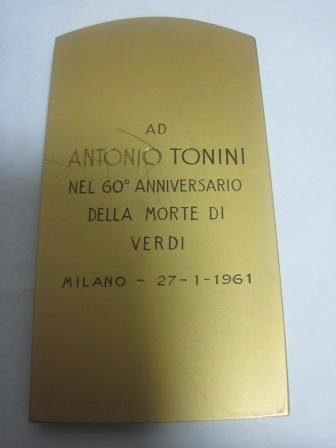 AD
ANTONIO TONINI
NEL 60° ANNIVERSARIO
DELLA MORTE DI
VERDI
MILANO - 27-1-1961